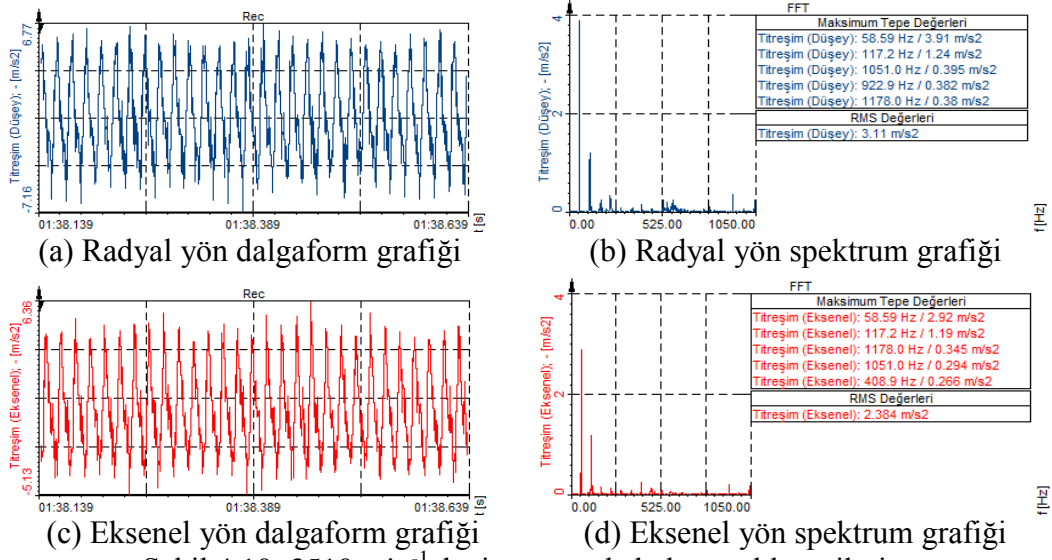 Rec
6.77
Titreşim (Düşey); - [m/s2]
-7.16
01:38.139
01:38.389
01:38.639
t [s]
(a) Radyal yön dalgaform grafiği
FFT
4
2
0
Titreşim (Düşey); - [m/s2]
0.00
525.00
1050.00
f [Hz]
Maksimum Tepe Değerleri
Titreşim (Düşey): 58.59 Hz / 3.91 m/s2
Titreşim (Düşey): 117.2 Hz / 1.24 m/s2
Titreşim (Düşey): 1051.0 Hz / 0.395 m/s2
Titreşim (Düşey): 922.9 Hz / 0.382 m/s2
Titreşim (Düşey): 1178.0 Hz / 0.38 m/s2
RMS Değerleri
Titreşim (Düşey): 3.11 m/s2
(b) Radyal yön spektrum grafiği
Rec
6.36
Titreşim (Eksenel); - [m/s2]
-5.13
01:38.139
01:38.389
01:38.639
t [s]
(c) Eksenel yön dalgaform grafiği
FFT
4
2
0
Titreşim (Eksenel); - [m/s2]
0.00
525.00
1050.00
f [Hz]
Maksimum Tepe Değerleri
Titreşim (Eksenel): 58.59 Hz / 2.92 m/s2
Titreşim (Eksenel): 117.2 Hz / 1.19 m/s2
Titreşim (Eksenel): 1178.0 Hz / 0.345 m/s2
Titreşim (Eksenel): 1051.0 Hz / 0.294 m/s2
Titreşim (Eksenel): 408.9 Hz / 0.266 m/s2
RMS Değerleri
Titreşim (Eksenel): 2.384 m/s2
(d) Eksenel yön spektrum grafiği